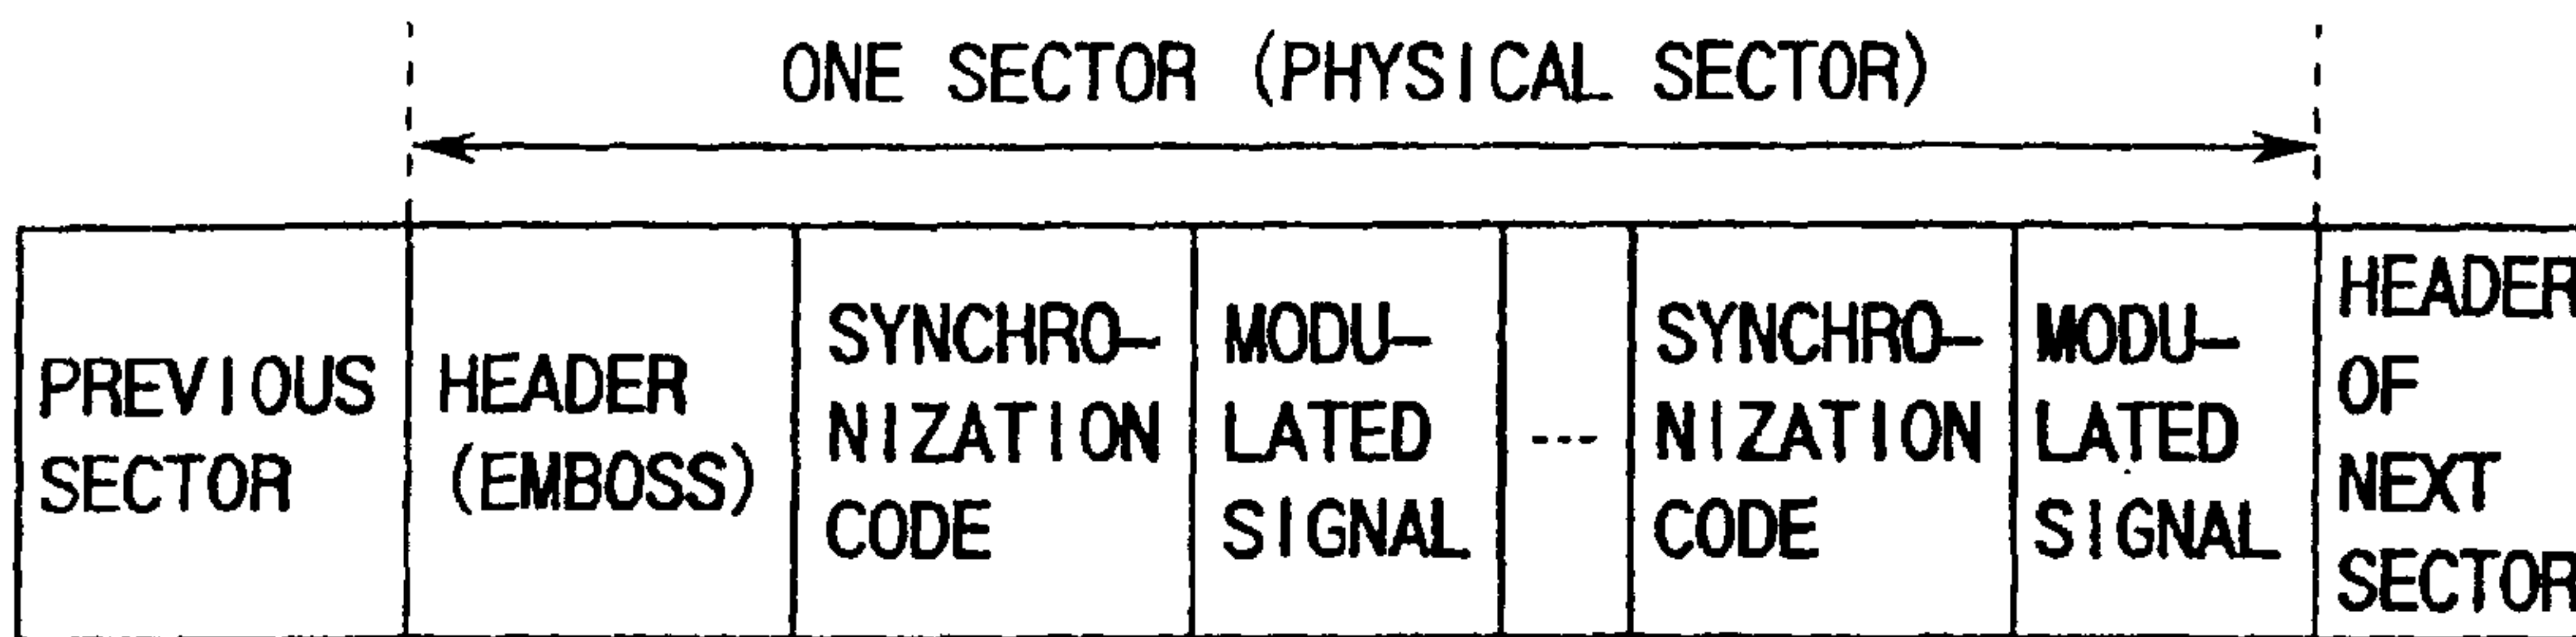 ONE SECTOR (PHYSICAL SECTOR)
PREVIOUS
SECTOR
HEADER
(EMBOSS)
SYNCHRO-
NIZATION
CODE
MODU-
LATED
SIGNAL
---
SYNCHRO-
NIZATION
CODE
MODU-
LATED
SIGNAL
HEADER
OF
NEXT
SECTOR